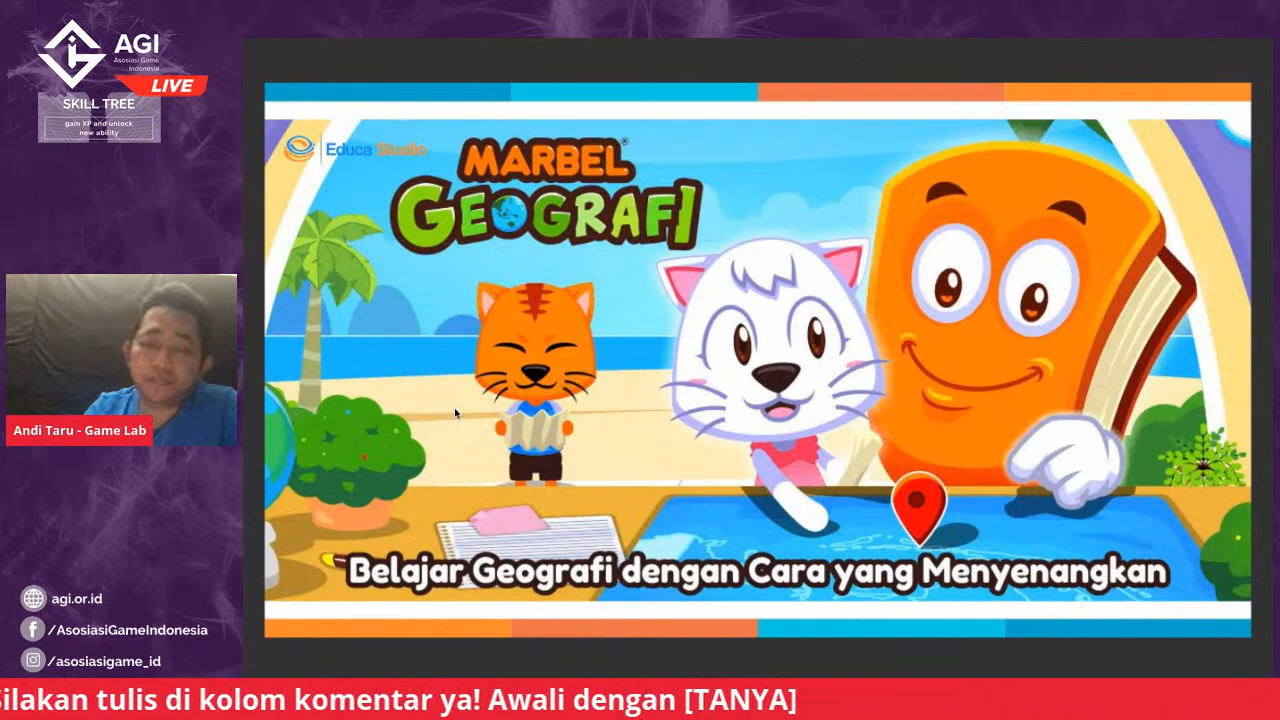 AGI
Asosiasi Game
Indonesia
LIVE
SKILL TREE
gain XP and unlock
new ability
Educa Studio
MARBEL®
GEOGRAFI
Belajar Geografi dengan Cara yang Menyenangkan
Andi Taru - Game Lab
agi.or.id
/AsosiasiGameIndonesia
/asosiasigame_id
Silakan tulis di kolom komentar ya! Awali dengan [TANYA]